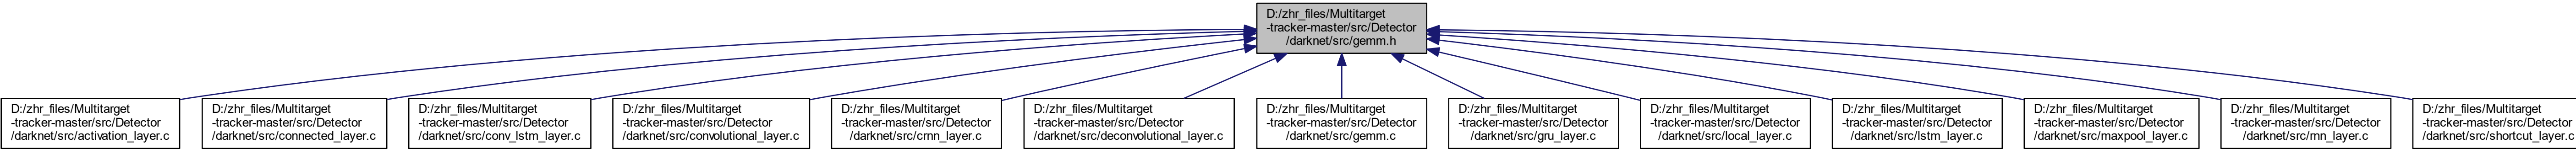 D:/zhr_files/Multitarget
-tracker-master/src/Detector
/darknet/src/gemm.h
D:/zhr_files/Multitarget
-tracker-master/src/Detector
/darknet/src/activation_layer.c
D:/zhr_files/Multitarget
-tracker-master/src/Detector
/darknet/src/connected_layer.c
D:/zhr_files/Multitarget
-tracker-master/src/Detector
/darknet/src/conv_lstm_layer.c
D:/zhr_files/Multitarget
-tracker-master/src/Detector
/darknet/src/convolutional_layer.c
D:/zhr_files/Multitarget
-tracker-master/src/Detector
/darknet/src/crnn_layer.c
D:/zhr_files/Multitarget
-tracker-master/src/Detector
/darknet/src/deconvolutional_layer.c
D:/zhr_files/Multitarget
-tracker-master/src/Detector
/darknet/src/gemm.c
D:/zhr_files/Multitarget
-tracker-master/src/Detector
/darknet/src/gru_layer.c
D:/zhr_files/Multitarget
-tracker-master/src/Detector
/darknet/src/local_layer.c
D:/zhr_files/Multitarget
-tracker-master/src/Detector
/darknet/src/lstm_layer.c
D:/zhr_files/Multitarget
-tracker-master/src/Detector
/darknet/src/maxpool_layer.c
D:/zhr_files/Multitarget
-tracker-master/src/Detector
/darknet/src/rnn_layer.c
D:/zhr_files/Multitarget
-tracker-master/src/Detector
/darknet/src/shortcut_layer.c